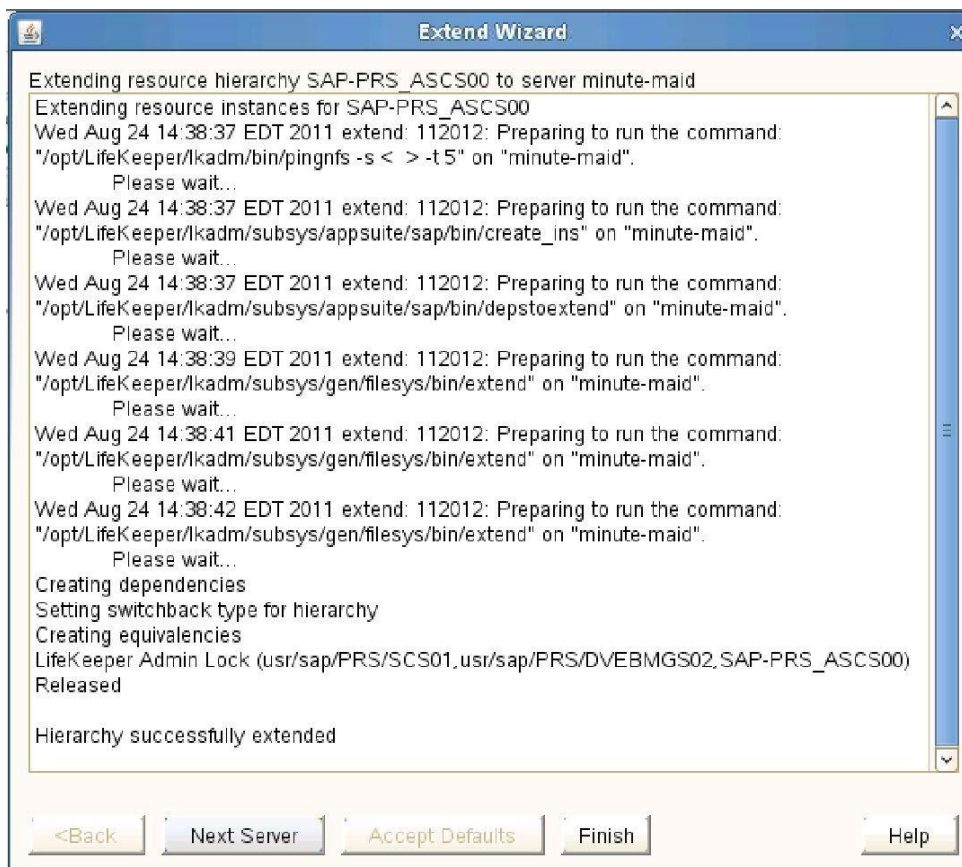 Extend Wizard
Extending resource hierarchy SAP-PRS_ASCS00 to server minute-maid
Extending resource instances for SAP-PRS_ASCS00
Wed Aug 24 14:38:37 EDT 2011 extend: 112012: Preparing to run the command:
"/opt/LifeKeeper/lkadm/bin/pingnfs -s < > -t 5" on "minute-maid".
Please wait...
Wed Aug 24 14:38:37 EDT 2011 extend: 112012: Preparing to run the command:
"/opt/LifeKeeper/lkadm/subsys/appsuite/sap/bin/create_ins" on "minute-maid".
Please wait...
Wed Aug 24 14:38:37 EDT 2011 extend: 112012: Preparing to run the command:
"/opt/LifeKeeper/lkadm/subsys/appsuite/sap/bin/depstoextend" on "minute-maid".
Please wait...
Wed Aug 24 14:38:39 EDT 2011 extend: 112012: Preparing to run the command:
"/opt/LifeKeeper/lkadm/subsys/gen/filesys/bin/extend" on "minute-maid".
Please wait...
Wed Aug 24 14:38:41 EDT 2011 extend: 112012: Preparing to run the command:
"/opt/LifeKeeper/lkadm/subsys/gen/filesys/bin/extend" on "minute-maid".
Please wait...
Wed Aug 24 14:38:42 EDT 2011 extend: 112012: Preparing to run the command:
"/opt/LifeKeeper/lkadm/subsys/gen/filesys/bin/extend" on "minute-maid".
Please wait...
Creating dependencies
Setting switchback type for hierarchy
Creating equivalencies
LifeKeeper Admin Lock (usr/sap/PRS/SCS01,usr/sap/PRS/DVEBMGS02,SAP-PRS_ASCS00)
Released
Hierarchy successfully extended
<Back Next Server Accept Defaults Finish Help